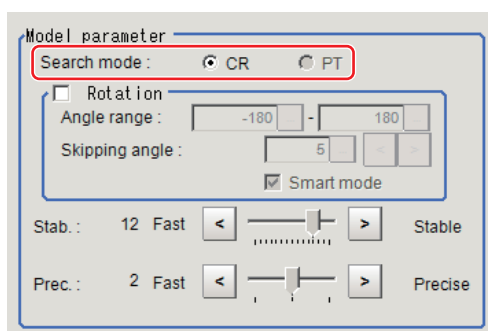 Model parameter
Search mode : CR PT
Rotation
Angle range : -180 ... - 180 ...
Skipping angle : 5 ... < >
Smart mode
Stab. : 12 Fast < > Stable
Prec. : 2 Fast < > Precise